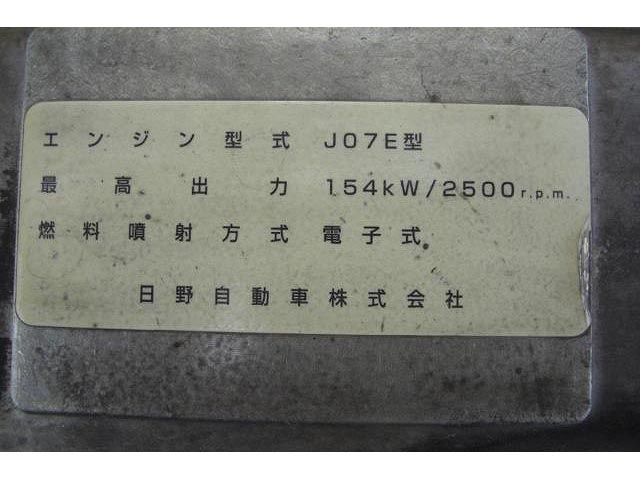 エンジン型式 J07E型
最高出力 154kW/2500r.p.m.
燃料噴射方式 電子式
日野自動車株式会社